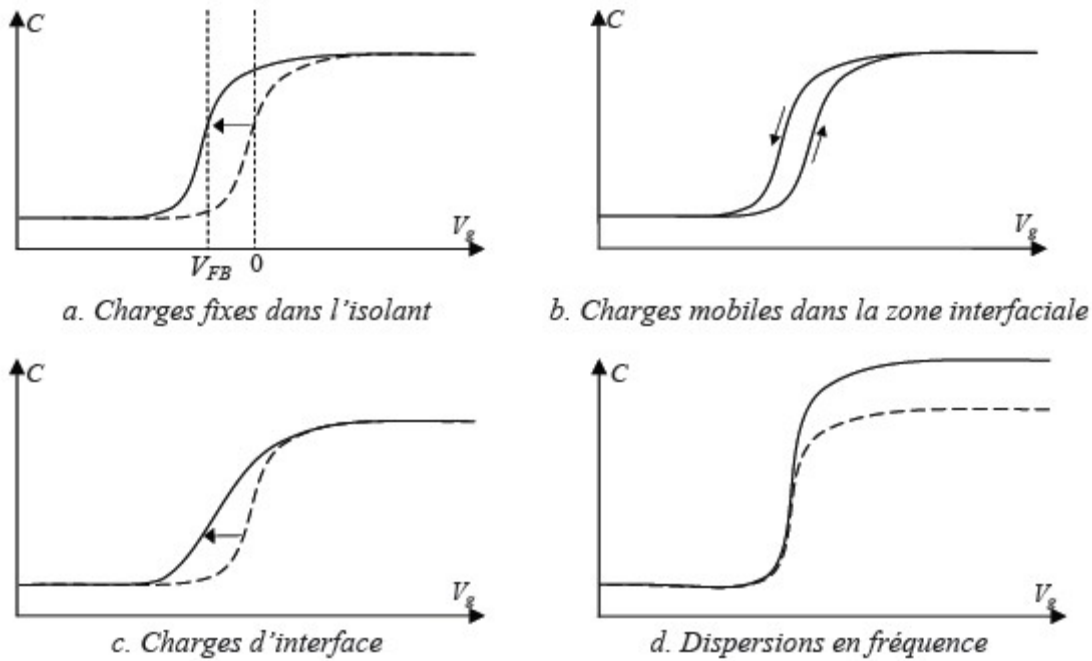 C
C
V_g
V_g
V_FB 0
a. Charges fixes dans l'isolant
b. Charges mobiles dans la zone interfaciale
C
C
V_g
V_g
c. Charges d'interface
d. Dispersions en fréquence